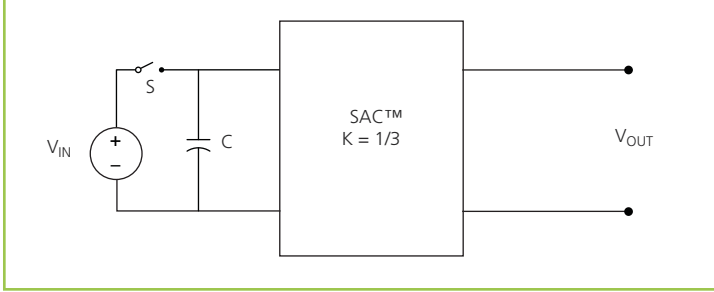 S
SAC™
K = 1/3
V_IN
+
–
C
V_OUT